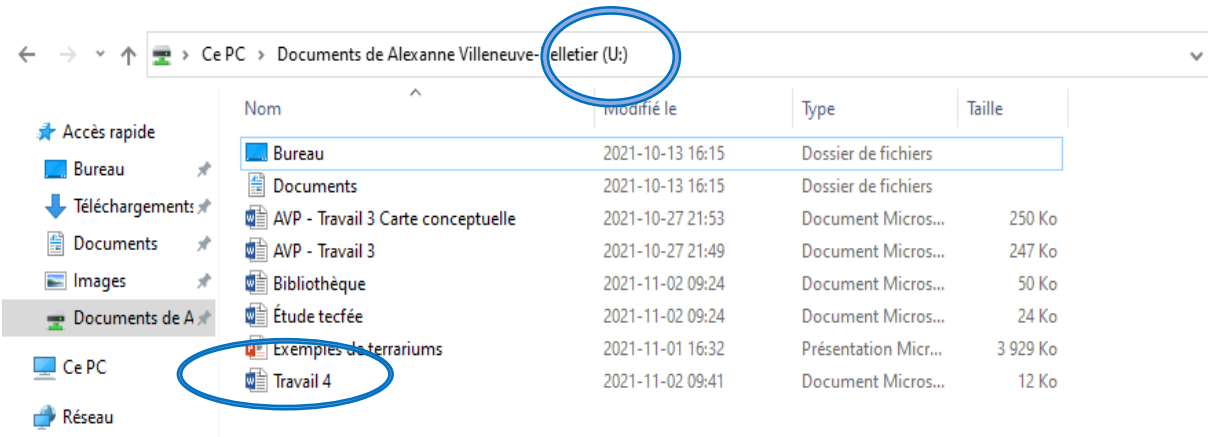 Ce PC > Documents de Alexanne Villeneuve-Pelletier (U:)
Nom Modifié le Type Taille
Accès rapide
Bureau
Téléchargements
Documents
Images
Documents de A
Ce PC
Réseau
Bureau 2021-10-13 16:15 Dossier de fichiers
Documents 2021-10-13 16:15 Dossier de fichiers
AVP - Travail 3 Carte conceptuelle 2021-10-27 21:53 Document Micros... 250 Ko
AVP - Travail 3 2021-10-27 21:49 Document Micros... 247 Ko
Bibliothèque 2021-11-02 09:24 Document Micros... 50 Ko
Étude tecfée 2021-11-02 09:24 Document Micros... 24 Ko
Exemples de terrariums 2021-11-01 16:32 Présentation Micr... 3 929 Ko
Travail 4 2021-11-02 09:41 Document Micros... 12 Ko